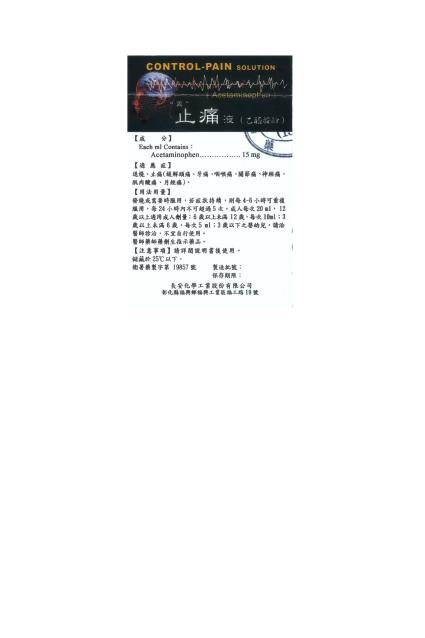 CONTROL-PAIN SOLUTION
( Acetaminophen )
止痛液(乙醯胺酚)
藥
【成 分】
Each ml Contains:
Acetaminophen................. 15 mg
【適 應 症】
退燒、止痛(緩解頭痛、牙痛、咽喉痛、關節痛、神經痛、
肌肉酸痛、月經痛)。
【用法用量】
發燒或需要時服用,若症狀持續,則每 4-6 小時可重複
服用,每 24 小時內不可超過 5 次。成人每次 20 ml, 12
歲以上適用成人劑量;6 歲以上未滿 12 歲,每次 10ml;3
歲以上未滿 6 歲,每次 5 ml;3 歲以下之嬰幼兒,請洽
醫師診治,不宜自行使用。
醫師藥師藥劑生指示藥品。
【注意事項】請詳閱說明書後使用。
儲藏於 25℃以下。
衛署藥製字第 19857 號 製造批號:
保存期限:
長安化學工業股份有限公司
彰化縣福興鄉福興工業區福工路 19 號